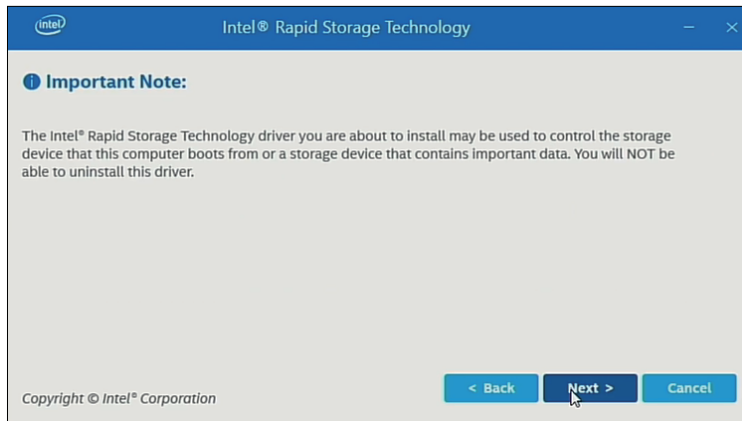 intel
Intel® Rapid Storage Technology
Important Note:
The Intel® Rapid Storage Technology driver you are about to install may be used to control the storage
device that this computer boots from or a storage device that contains important data. You will NOT be
able to uninstall this driver.
< Back
Next >
Cancel
Copyright © Intel® Corporation